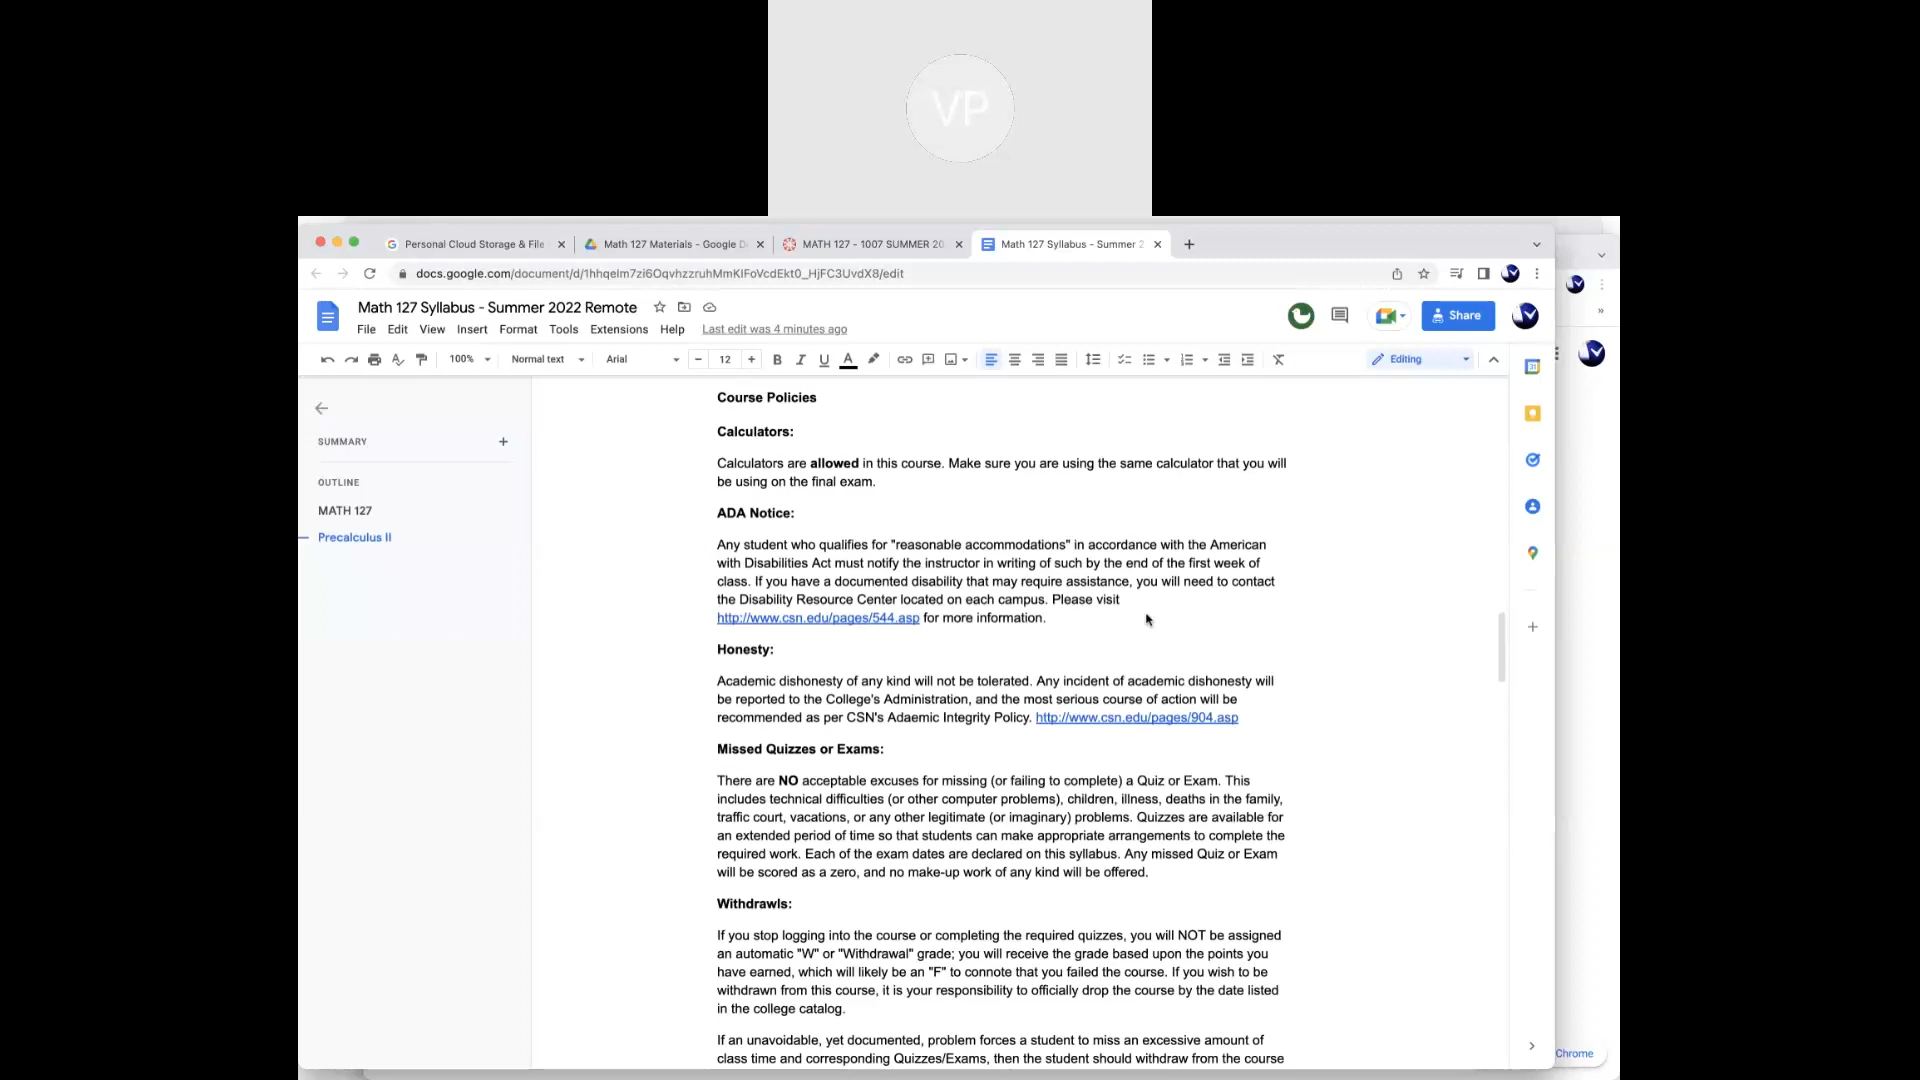 VP
Personal Cloud Storage & File
Math 127 Materials - Google D
MATH 127 - 1007 SUMMER 20
Math 127 Syllabus - Summer 2
docs.google.com/document/d/1hhqelm7zi6OqvhzzruhMmKlFoVcdEkt0_HjFC3UvdX8/edit
Math 127 Syllabus - Summer 2022 Remote
Share
File Edit View Insert Format Tools Extensions Help Last edit was 4 minutes ago
100% Normal text Arial 12 B I U A Editing
SUMMARY
OUTLINE
MATH 127
Precalculus II
Course Policies
Calculators:
Calculators are allowed in this course. Make sure you are using the same calculator that you will
be using on the final exam.
ADA Notice:
Any student who qualifies for "reasonable accommodations" in accordance with the American
with Disabilities Act must notify the instructor in writing of such by the end of the first week of
class. If you have a documented disability that may require assistance, you will need to contact
the Disability Resource Center located on each campus. Please visit
http://www.csn.edu/pages/544.asp for more information.
Honesty:
Academic dishonesty of any kind will not be tolerated. Any incident of academic dishonesty will
be reported to the College's Administration, and the most serious course of action will be
recommended as per CSN's Adaemic Integrity Policy. http://www.csn.edu/pages/904.asp
Missed Quizzes or Exams:
There are NO acceptable excuses for missing (or failing to complete) a Quiz or Exam. This
includes technical difficulties (or other computer problems), children, illness, deaths in the family,
traffic court, vacations, or any other legitimate (or imaginary) problems. Quizzes are available for
an extended period of time so that students can make appropriate arrangements to complete the
required work. Each of the exam dates are declared on this syllabus. Any missed Quiz or Exam
will be scored as a zero, and no make-up work of any kind will be offered.
Withdrawls:
If you stop logging into the course or completing the required quizzes, you will NOT be assigned
an automatic "W" or "Withdrawal" grade; you will receive the grade based upon the points you
have earned, which will likely be an "F" to connote that you failed the course. If you wish to be
withdrawn from this course, it is your responsibility to officially drop the course by the date listed
in the college catalog.
If an unavoidable, yet documented, problem forces a student to miss an excessive amount of
class time and corresponding Quizzes/Exams, then the student should withdraw from the course
Chrome